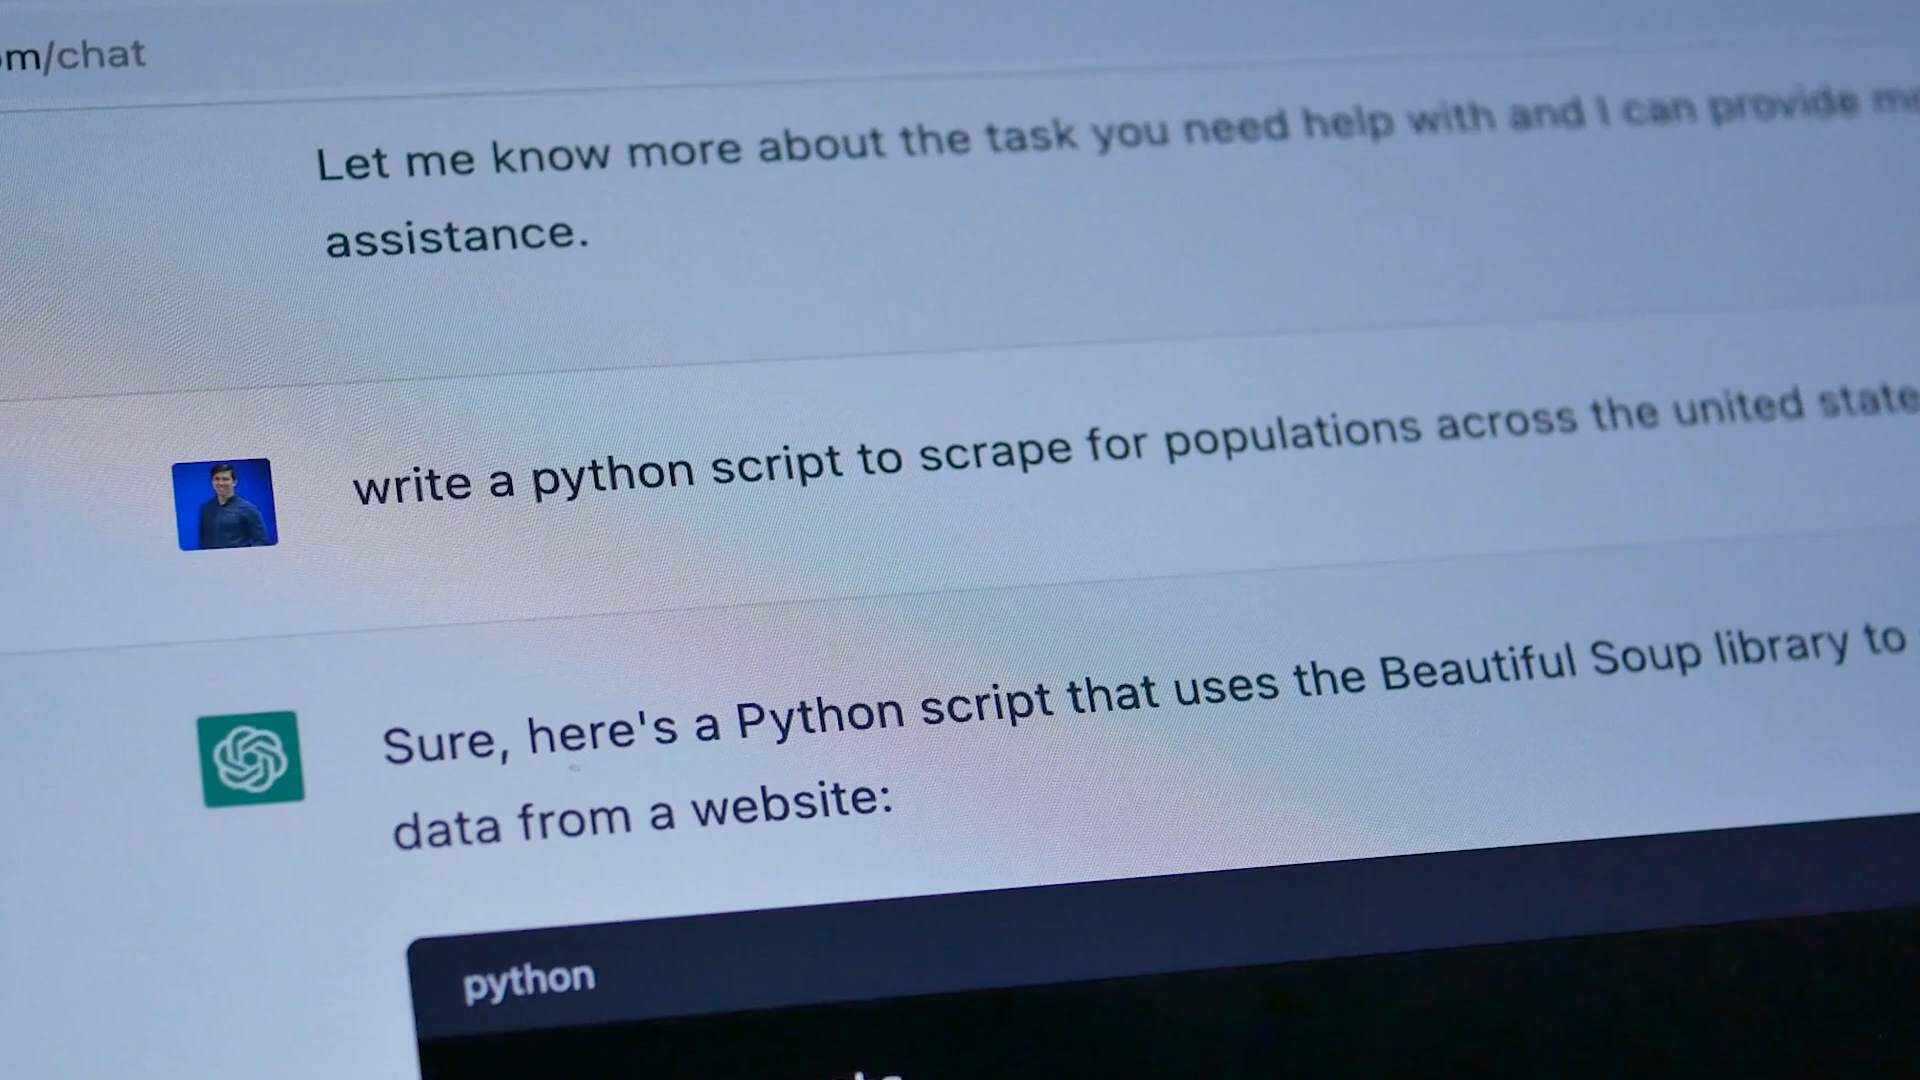 m/chat
Let me know more about the task you need help with and I can provide
assistance.
write a python script to scrape for populations across the united state
Sure, here's a Python script that uses the Beautiful Soup library to
data from a website:
python